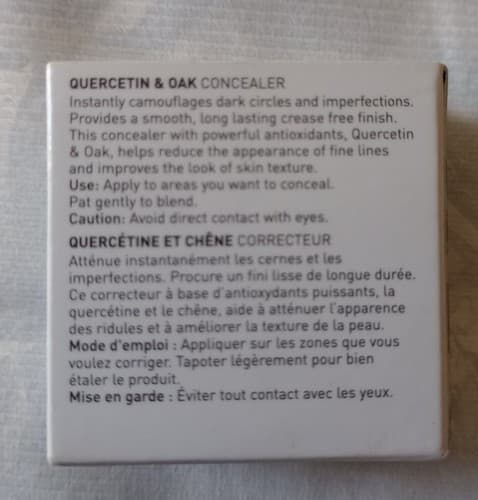 QUERCETIN & OAK CONCEALER
Instantly camouflages dark circles and imperfections.
Provides a smooth, long lasting crease free finish.
This concealer with powerful antioxidants, Quercetin
& Oak, helps reduce the appearance of fine lines
and improves the look of skin texture.
Use: Apply to areas you want to conceal.
Pat gently to blend.
Caution: Avoid direct contact with eyes.
QUERCÉTINE ET CHÊNE CORRECTEUR
Atténue instantanément les cernes et les
imperfections. Procure un fini lisse de longue durée.
Ce correcteur à base d'antioxydants puissants, la
quercétine et le chêne, aide à atténuer l'apparence
des ridules et à améliorer la texture de la peau.
Mode d'emploi : Appliquer sur les zones que vous
voulez corriger. Tapoter légèrement pour bien
étaler le produit.
Mise en garde : Éviter tout contact avec les yeux.